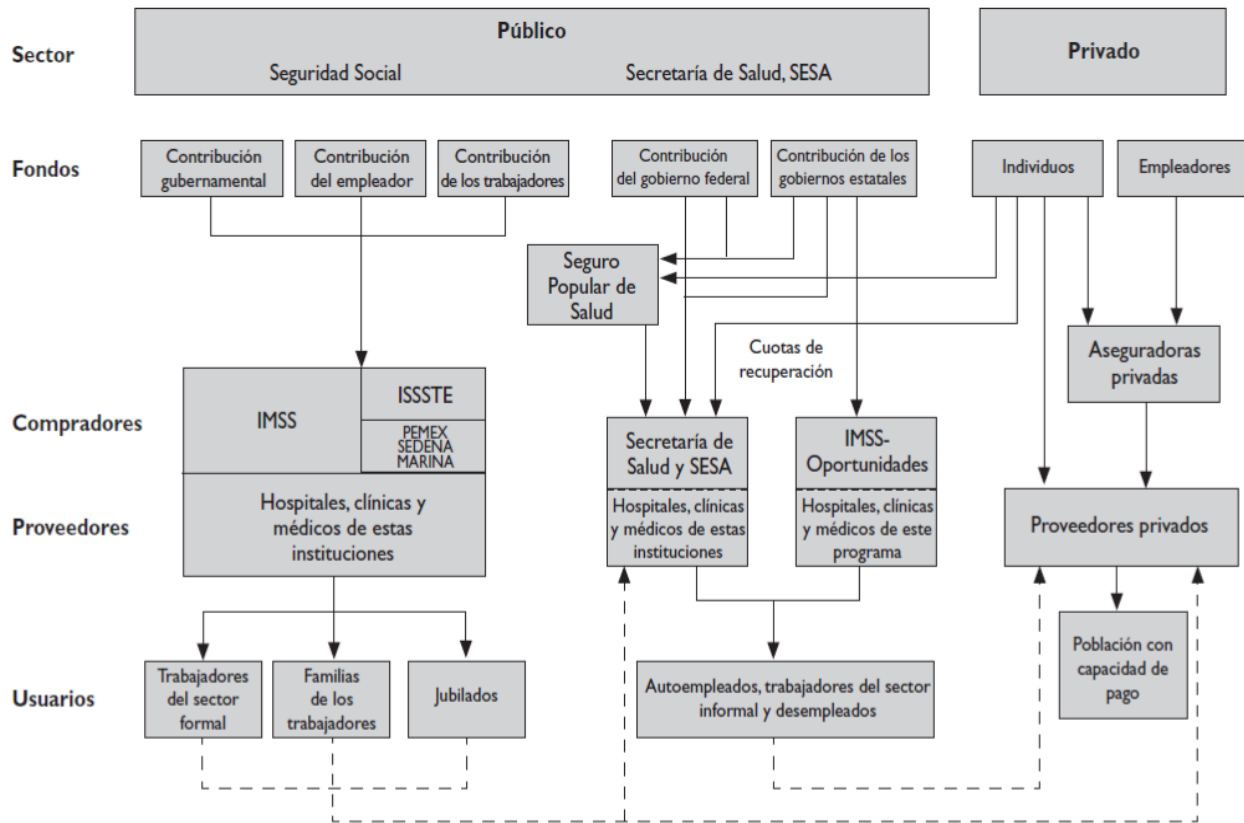 Sector
Público
Seguridad Social
Secretaría de Salud, SESA
Privado
Fondos
Contribución
gubernamental
Contribución
del empleador
Contribución
de los trabajadores
Contribución
del gobierno federal
Contribución de los
gobiernos estatales
Individuos
Empleadores
Seguro
Popular de
Salud
Cuotas de
recuperación
Aseguradoras
privadas
Compradores
IMSS
ISSSTE
PEMEX
SEDENA
MARINA
Secretaría de
Salud y SESA
IMSS-
Oportunidades
Proveedores
Hospitales, clínicas y
médicos de estas
instituciones
Hospitales, clínicas
y médicos de estas
instituciones
Hospitales, clínicas
y médicos de este
programa
Proveedores privados
Usuarios
Trabajadores
del sector
formal
Familias
de los
trabajadores
Jubilados
Autoempleados, trabajadores del sector
informal y desempleados
Población con
capacidad de
pago